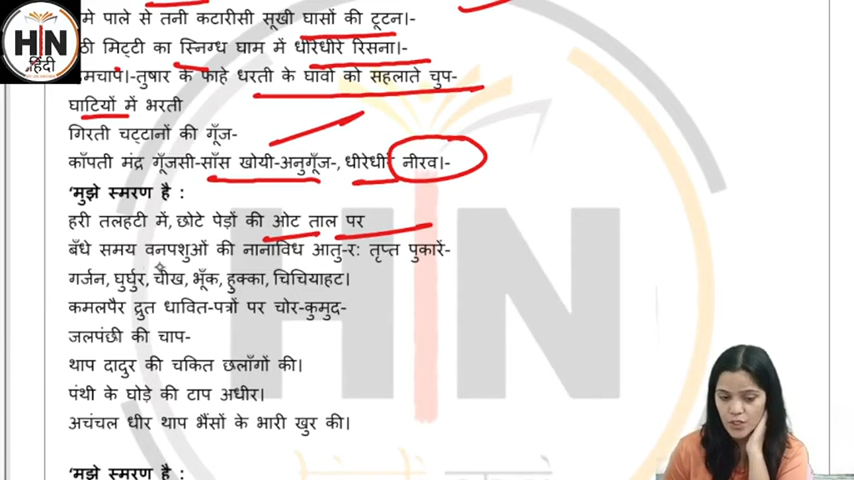 HIN
हिंदी
मे पाले से तनी कटारीसी सूखी घासों की टूटन।-
ठी मिट्टी का स्निग्ध घाम में धीरेधीरे रिसना।-
मचाप।-तुषार के फाहे धरती के घावों को सहलाते चुप-
घाटियों में भरती
गिरती चट्टानों की गूँज-
काँपती मंद्र गूँजसी-साँस खोयी-अनुगूँज-, धीरेधीरे नीरव।-
'मुझे स्मरण है :
हरी तलहटी में, छोटे पेड़ों की ओट ताल पर
बँधे समय वनपशुओं की नानाविध आतु-र: तृप्त पुकारें-
गर्जन, घुर्घुर, चीख, भूँक, हुक्का, चिचियाहट।
कमलपैर द्रुत धावित-पत्रों पर चोर-कुमुद-
जलपंछी की चाप-
थाप दादुर की चकित छलाँगों की।
पंथी के घोड़े की टाप अधीर।
अचंचल धीर थाप भैंसों के भारी खुर की।
'मुझे स्मरण है :